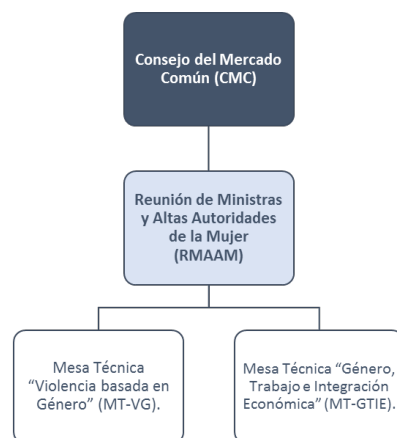 Consejo del Mercado
Común (CMC)
Reunión de Ministras
y Altas Autoridades
de la Mujer
(RMAAM)
Mesa Técnica
“Violencia basada en
Género” (MT-VG).
Mesa Técnica “Género,
Trabajo e Integración
Económica” (MT-GTIE).